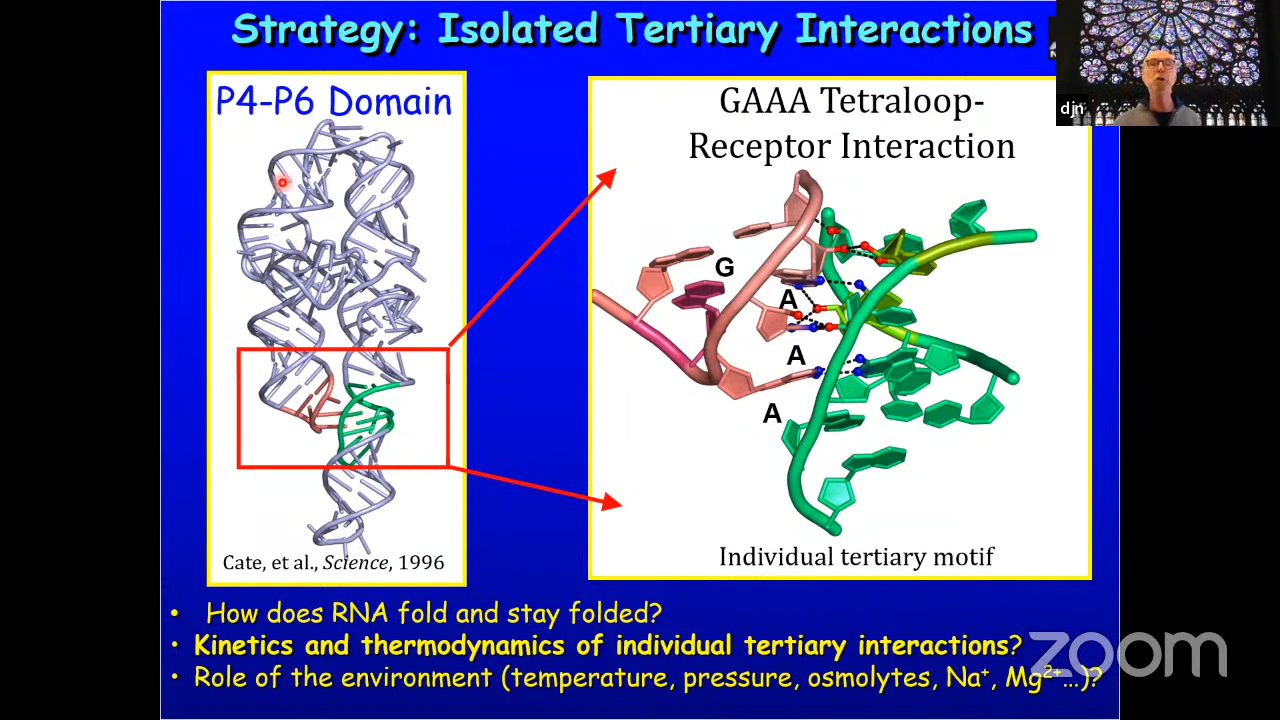 Strategy: Isolated Tertiary Interactions
P4-P6 Domain
Cate, et al., Science, 1996
GAAA Tetraloop-
Receptor Interaction
G
A
A
A
Individual tertiary motif
djn
• How does RNA fold and stay folded?
• Kinetics and thermodynamics of individual tertiary interactions?
• Role of the environment (temperature, pressure, osmolytes, Na⁺, Mg²⁺…)?
zoom